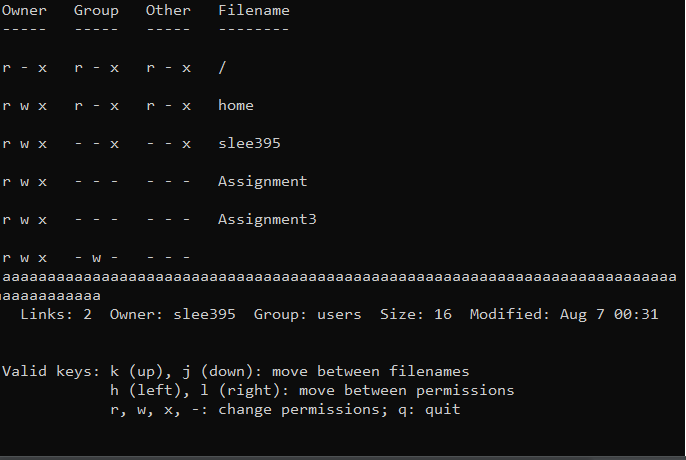 Owner   Group   Other   Filename
-----   -----   -----   --------
r - x   r - x   r - x   /
r w x   r - x   r - x   home
r w x   - - x   - - x   slee395
r w x   - - -   - - -   Assignment
r w x   - - -   - - -   Assignment3
r w x   - w -   - - -
aaaaaaaaaaaaaaaaaaaaaaaaaaaaaaaaaaaaaaaaaaaaaaaaaaaaaaaaaaaaaaaaaaaaaaaaaaa
aaaaaaaaaaa
Links: 2  Owner: slee395  Group: users  Size: 16  Modified: Aug 7 00:31
Valid keys: k (up), j (down): move between filenames
h (left), l (right): move between permissions
r, w, x, -: change permissions; q: quit